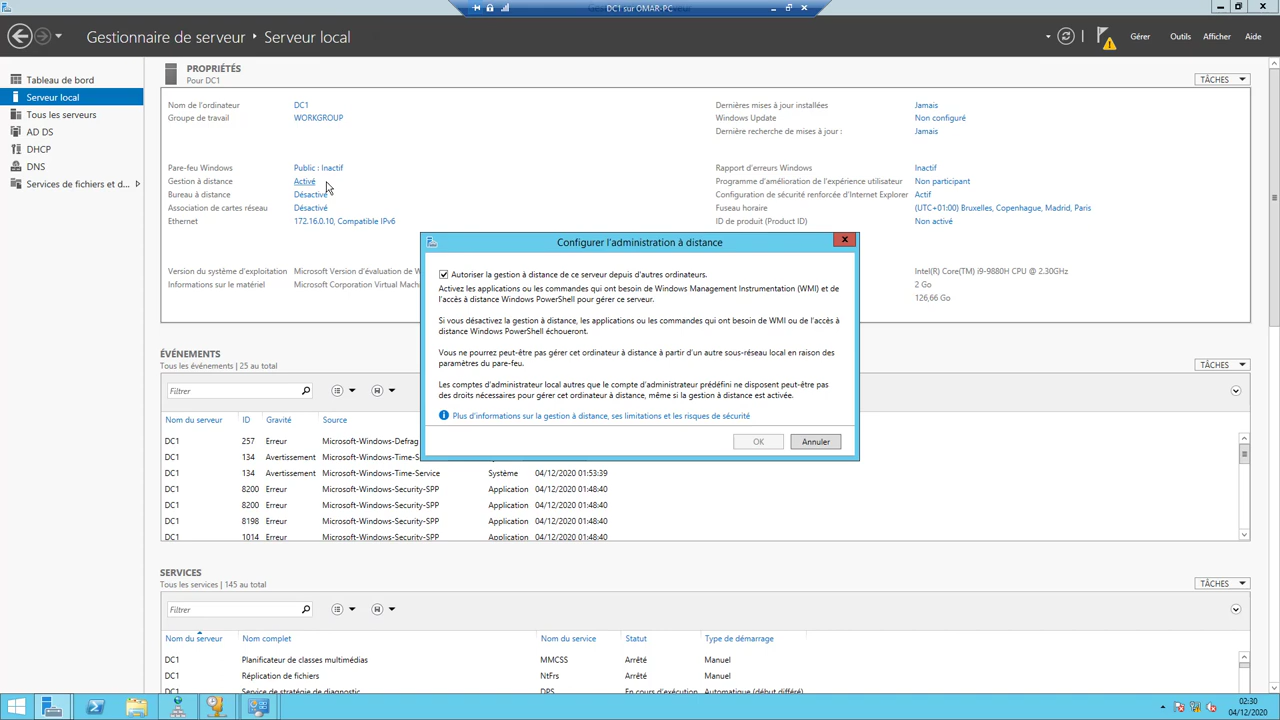 DC1 sur OMAR-PC
Gestionnaire de serveur ‣ Serveur local
Gérer Outils Afficher Aide
Tableau de bord
Serveur local
Tous les serveurs
AD DS
DHCP
DNS
Services de fichiers et d...
PROPRIÉTÉS
Pour DC1
TÂCHES
Nom de l'ordinateur DC1
Groupe de travail WORKGROUP
Dernières mises à jour installées Jamais
Windows Update Non configuré
Dernière recherche de mises à jour : Jamais
Pare-feu Windows Public : Inactif
Gestion à distance Activé
Bureau à distance Désactivé
Association de cartes réseau Désactivé
Ethernet 172.16.0.10, Compatible IPv6
Rapport d'erreurs Windows Inactif
Programme d'amélioration de l'expérience utilisateur Non participant
Configuration de sécurité renforcée d'Internet Explorer Actif
Fuseau horaire (UTC+01:00) Bruxelles, Copenhague, Madrid, Paris
ID de produit (Product ID) Non activé
Version du système d'exploitation Microsoft Version d'évaluation de W
Informations sur le matériel Microsoft Corporation Virtual Machi
Intel(R) Core(TM) i9-9880H CPU @ 2.30GHz
2 Go
126,66 Go
Configurer l'administration à distance
Autoriser la gestion à distance de ce serveur depuis d'autres ordinateurs.
Activez les applications ou les commandes qui ont besoin de Windows Management Instrumentation (WMI) et de
l'accès à distance Windows PowerShell pour gérer ce serveur.
Si vous désactivez la gestion à distance, les applications ou les commandes qui ont besoin de WMI ou de l'accès à
distance Windows PowerShell échoueront.
Vous ne pourrez peut-être pas gérer cet ordinateur à distance à partir d'un autre sous-réseau local en raison des
paramètres du pare-feu.
Les comptes d'administrateur local autres que le compte d'administrateur prédéfini ne disposent peut-être pas
des droits nécessaires pour gérer cet ordinateur à distance, même si la gestion à distance est activée.
Plus d'informations sur la gestion à distance, ses limitations et les risques de sécurité
OK Annuler
ÉVÉNEMENTS
Tous les événements | 25 au total
TÂCHES
Filtrer
Nom du serveur ID Gravité Source
DC1 257 Erreur Microsoft-Windows-Defrag
DC1 134 Avertissement Microsoft-Windows-Time-S
DC1 134 Avertissement Microsoft-Windows-Time-Service Système 04/12/2020 01:53:39
DC1 8200 Erreur Microsoft-Windows-Security-SPP Application 04/12/2020 01:48:40
DC1 8200 Erreur Microsoft-Windows-Security-SPP Application 04/12/2020 01:48:40
DC1 8198 Erreur Microsoft-Windows-Security-SPP Application 04/12/2020 01:48:40
DC1 1014 Erreur Microsoft-Windows-Security-SPP Application 04/12/2020 01:48:40
SERVICES
Tous les services | 145 au total
TÂCHES
Filtrer
Nom du serveur Nom complet Nom du service Statut Type de démarrage
DC1 Planificateur de classes multimédias MMCSS Arrêté Manuel
DC1 Réplication de fichiers NtFrs Arrêté Manuel
DC1 Service de stratégie de diagnostic DPS En cours d'exécution Automatique (début différé)
02:30
04/12/2020